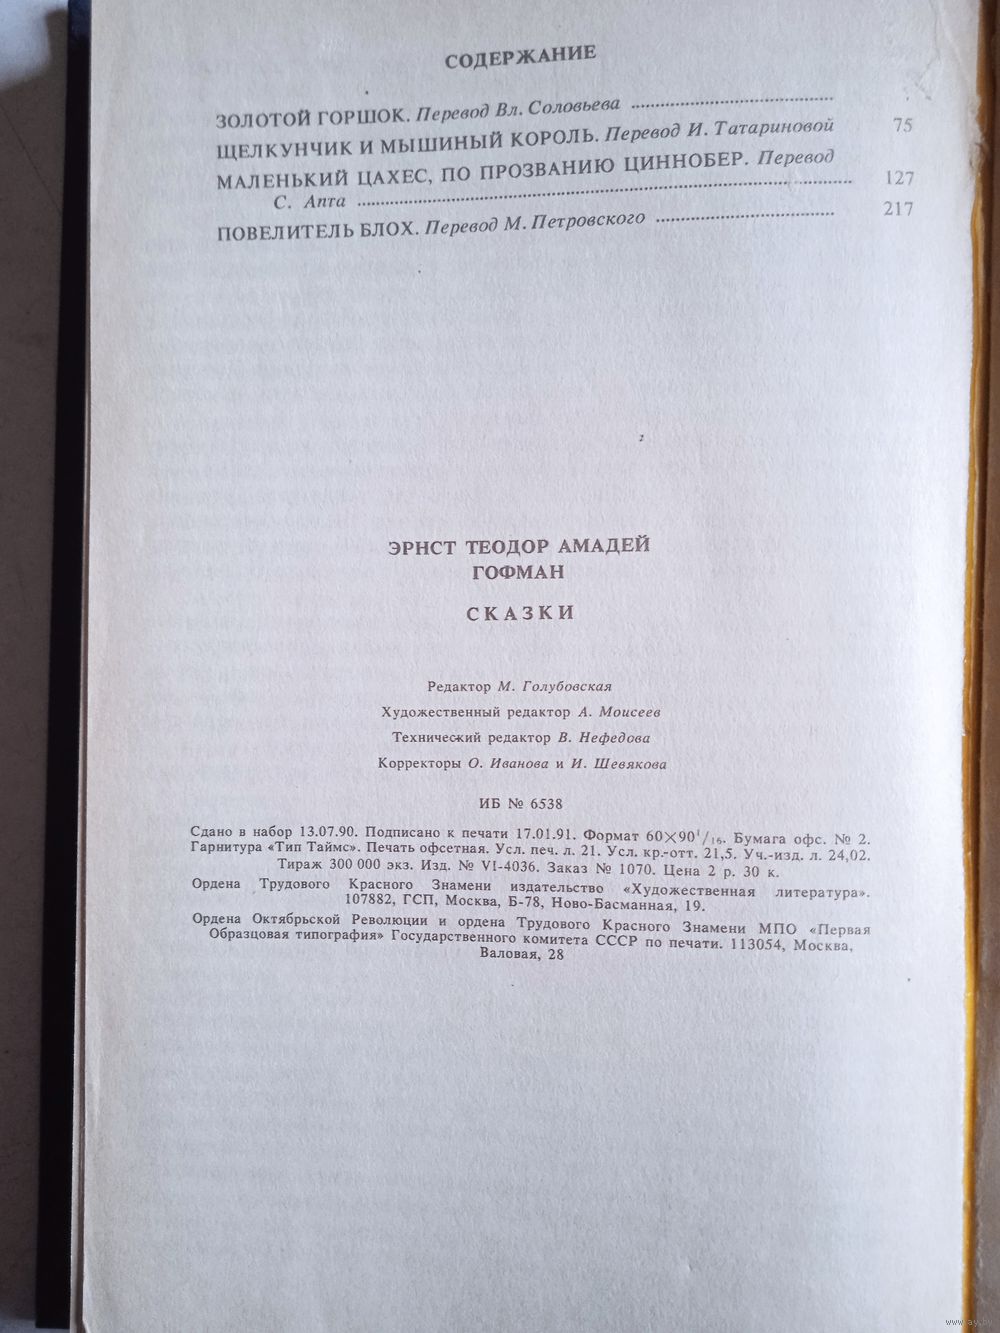 СОДЕРЖАНИЕ
ЗОЛОТОЙ ГОРШОК. Перевод Вл. Соловьева
ЩЕЛКУНЧИК И МЫШИНЫЙ КОРОЛЬ. Перевод И. Татариновой 75
МАЛЕНЬКИЙ ЦАХЕС, ПО ПРОЗВАНИЮ ЦИННОБЕР. Перевод
С. Апта 127
ПОВЕЛИТЕЛЬ БЛОХ. Перевод М. Петровского 217
ЭРНСТ ТЕОДОР АМАДЕЙ
ГОФМАН
СКАЗКИ
Редактор М. Голубовская
Художественный редактор А. Моисеев
Технический редактор В. Нефедова
Корректоры О. Иванова и И. Шевякова
ИБ № 6538
Сдано в набор 13.07.90. Подписано к печати 17.01.91. Формат 60×90¹/₁₆. Бумага офс. № 2.
Гарнитура «Тип Таймс». Печать офсетная. Усл. печ. л. 21. Усл. кр.-отт. 21,5. Уч.-изд. л. 24,02.
Тираж 300 000 экз. Изд. № VI-4036. Заказ № 1070. Цена 2 р. 30 к.
Ордена Трудового Красного Знамени издательство «Художественная литература».
107882, ГСП, Москва, Б-78, Ново-Басманная, 19.
Ордена Октябрьской Революции и ордена Трудового Красного Знамени МПО «Первая
Образцовая типография» Государственного комитета СССР по печати. 113054, Москва,
Валовая, 28
www.ay.by